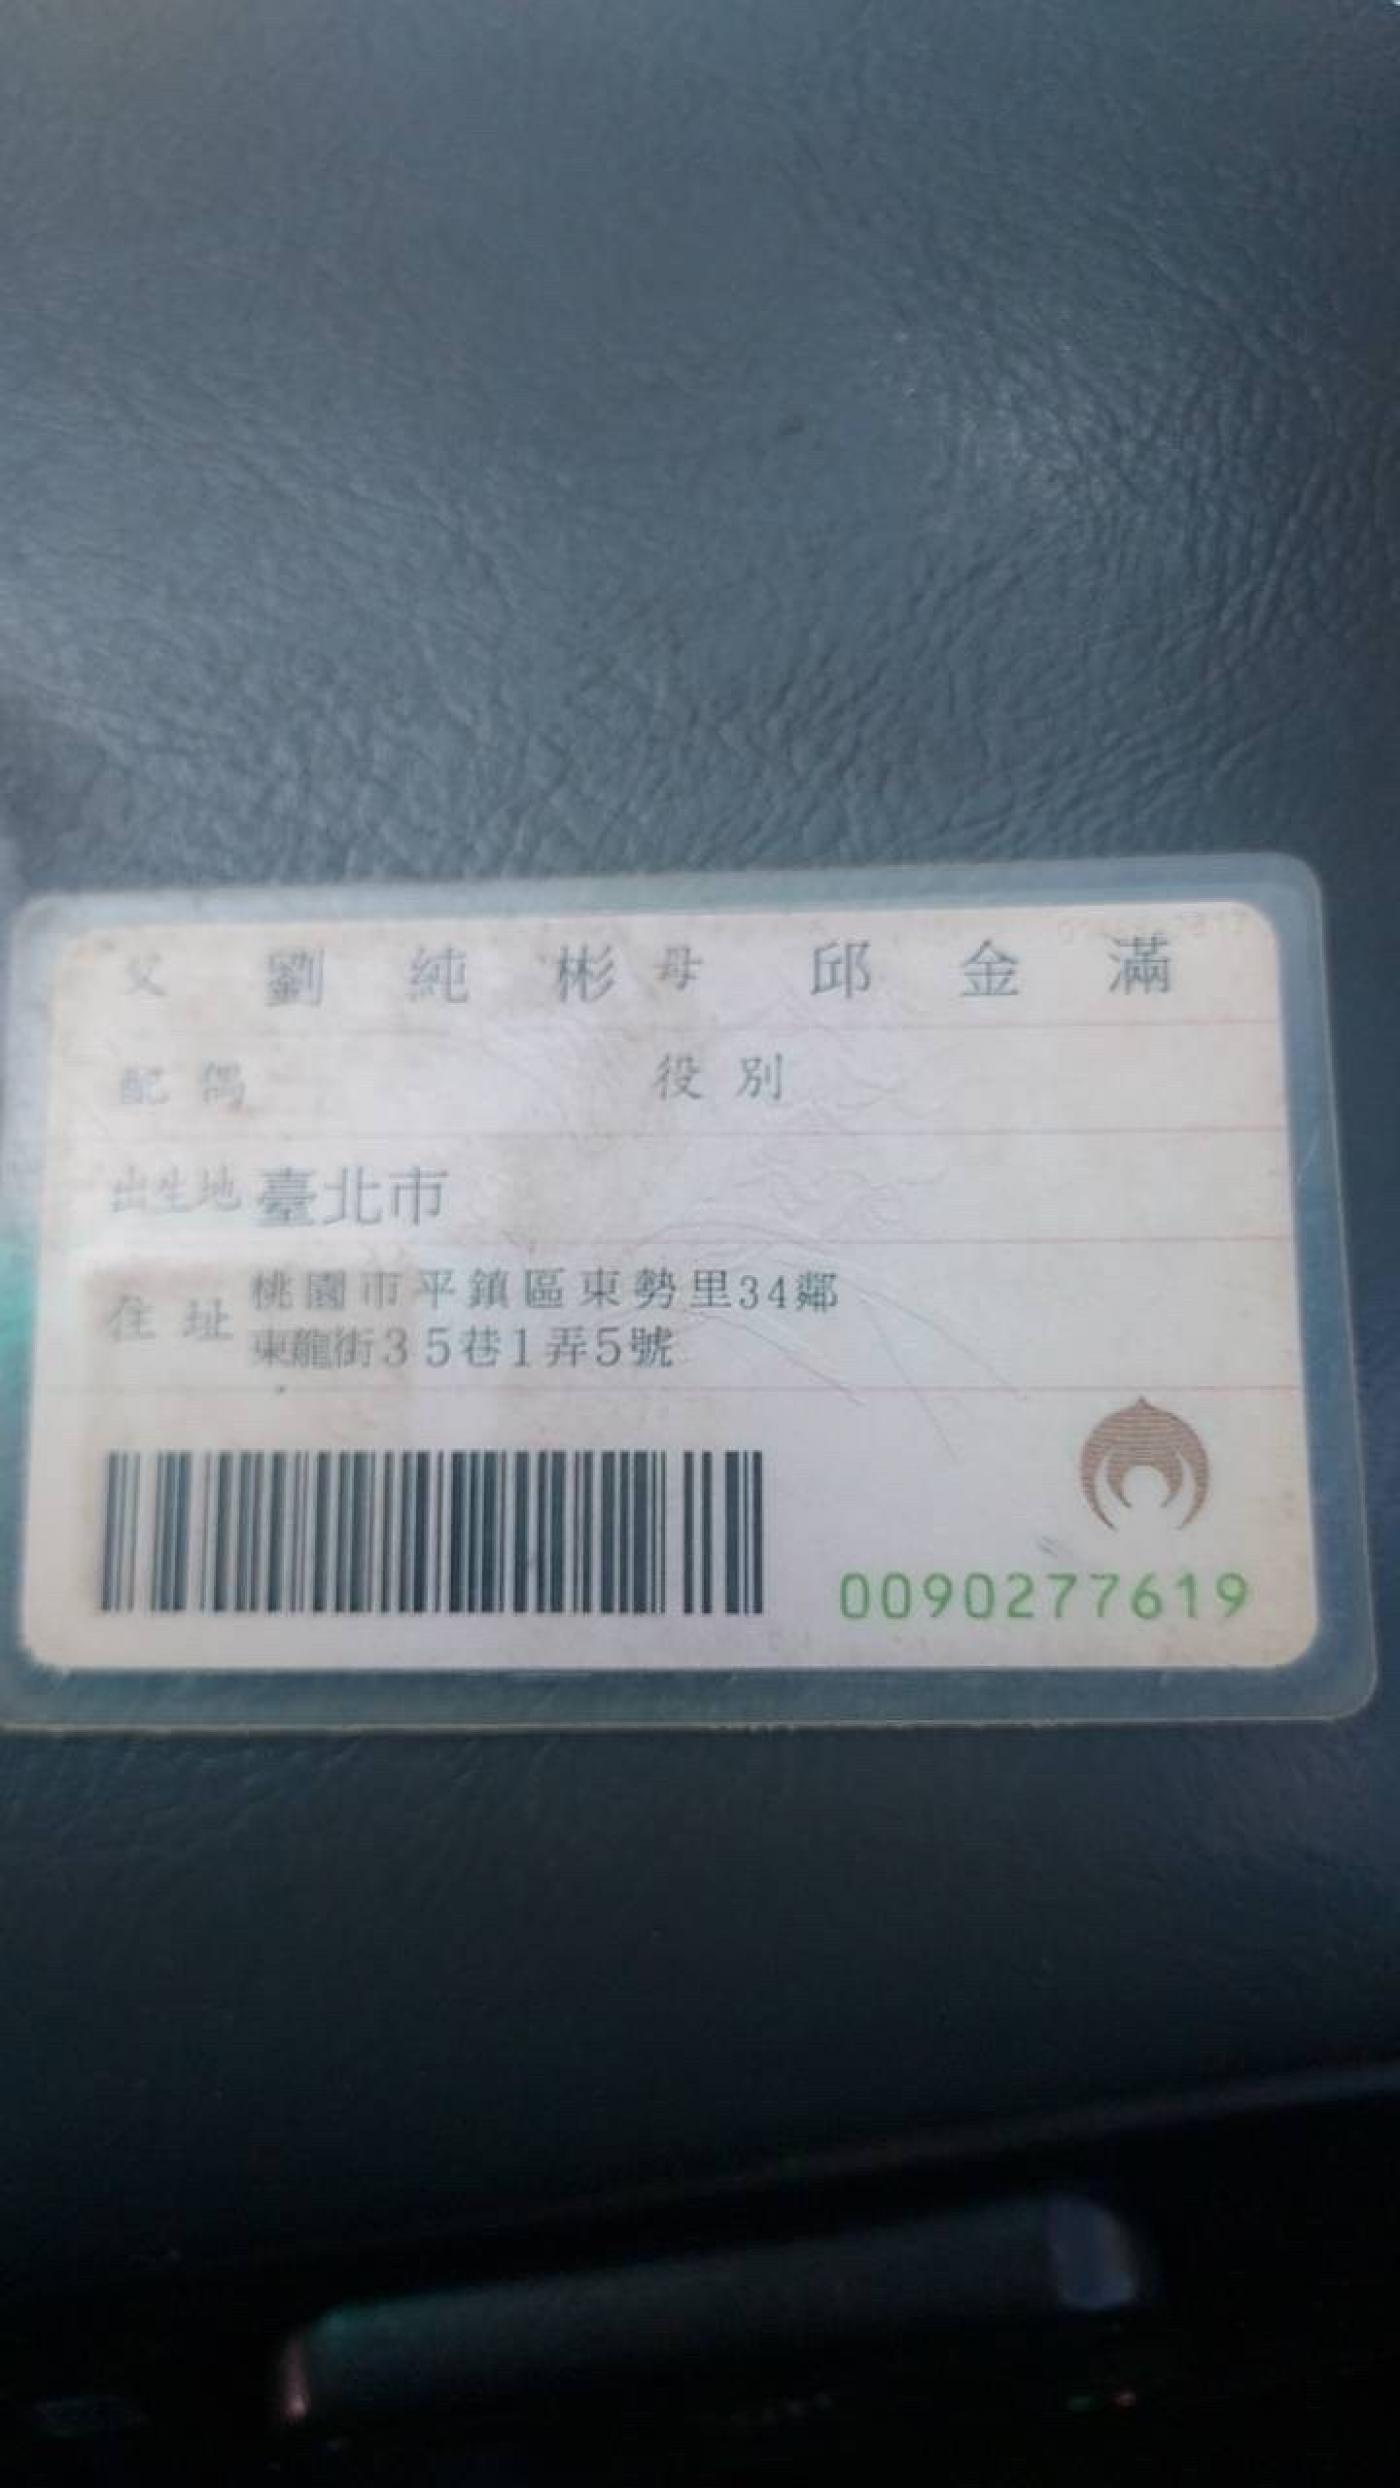 父 劉純彬 母 邱金滿
配偶 役別
出生地 臺北市
住址 桃園市平鎮區東勢里34鄰
東龍街35巷1弄5號
0090277619